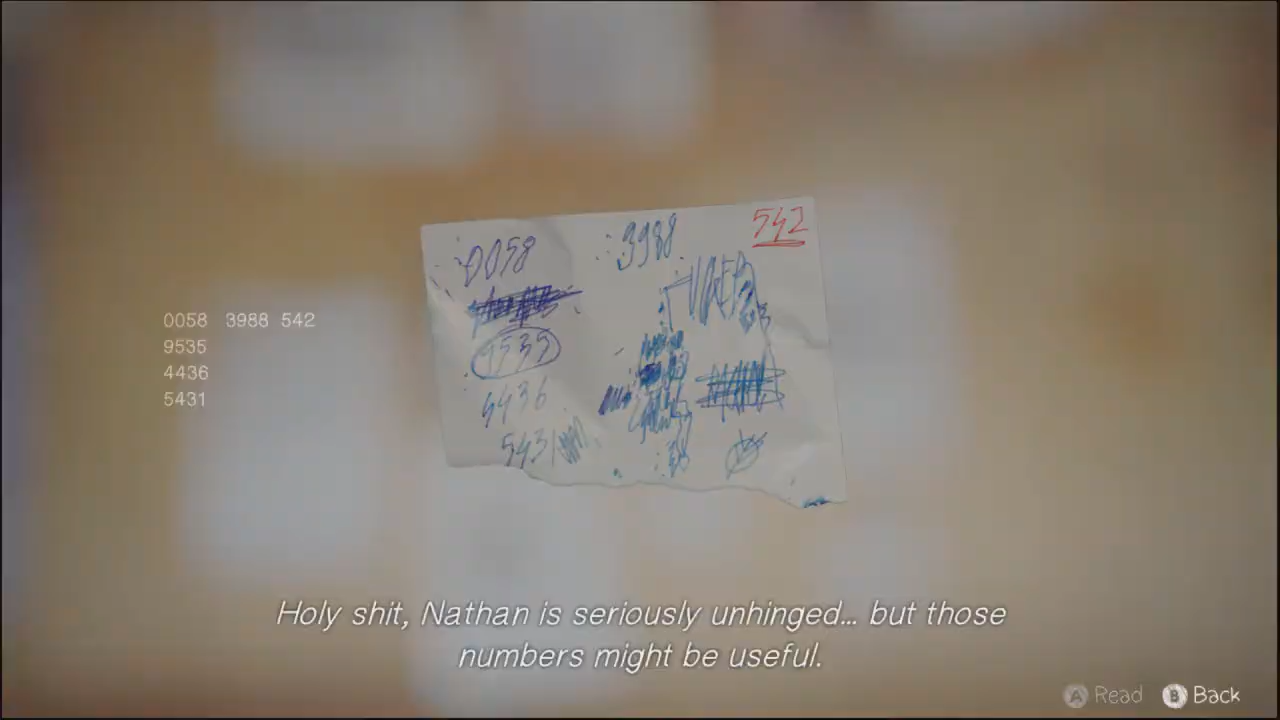 0058 3988 542
0058 3988 542
9535
9535
4436
4436
5431
5431
Holy shit, Nathan is seriously unhinged... but those
numbers might be useful.
A Read B Back